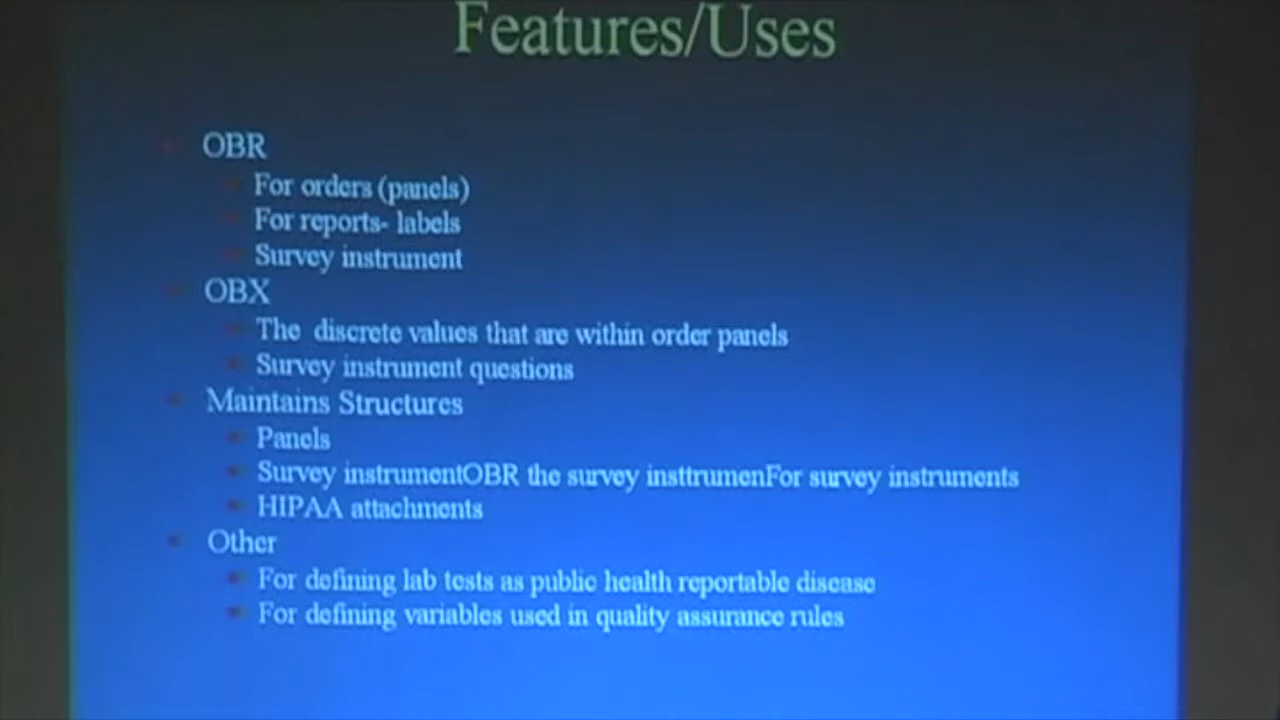 Features/Uses
OBR
For orders (panels)
For reports- labels
Survey instrument
OBX
The discrete values that are within order panels
Survey instrument questions
Maintains Structures
Panels
Survey instrumentOBR the survey insttrumenFor survey instruments
HIPAA attachments
Other
For defining lab tests as public health reportable disease
For defining variables used in quality assurance rules